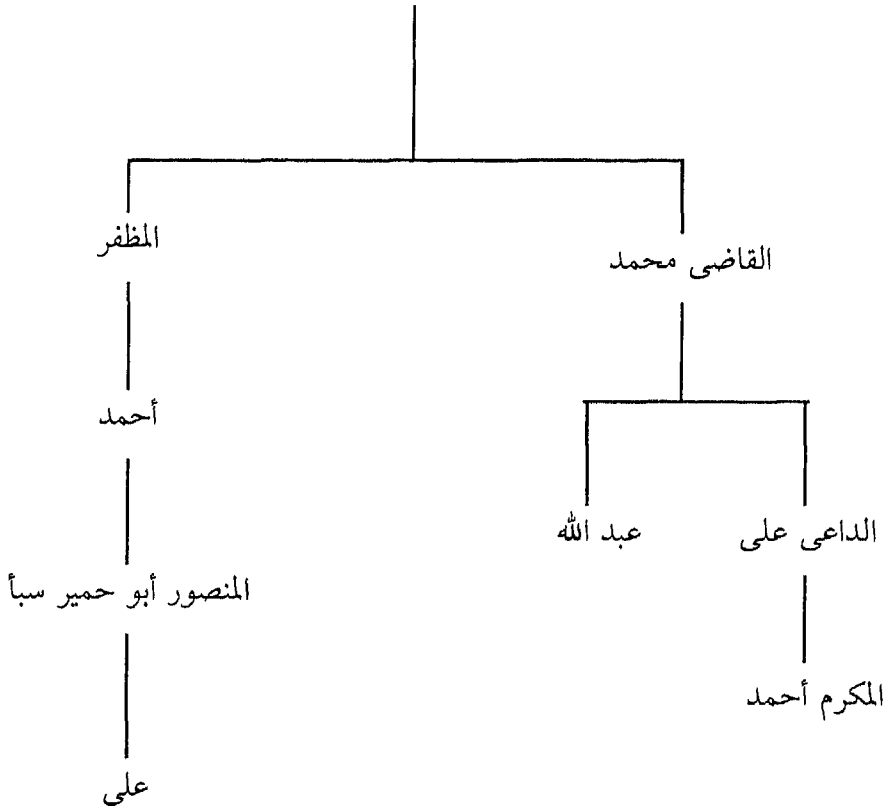 المظفر
القاضى محمد
أحمد
عبد الله
الداعى على
المنصور أبو حمير سبأ
المكرم أحمد
على